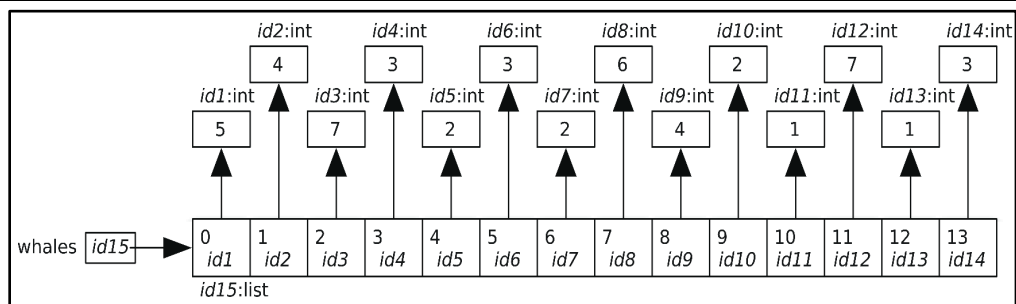 id2:int id4:int id6:int id8:int id10:int id12:int id14:int
4 3 3 6 2 7 3
id1:int id3:int id5:int id7:int id9:int id11:int id13:int
5 7 2 2 4 1 1
0 1 2 3 4 5 6 7 8 9 10 11 12 13
whales id15 id1 id2 id3 id4 id5 id6 id7 id8 id9 id10 id11 id12 id13 id14
id15:list